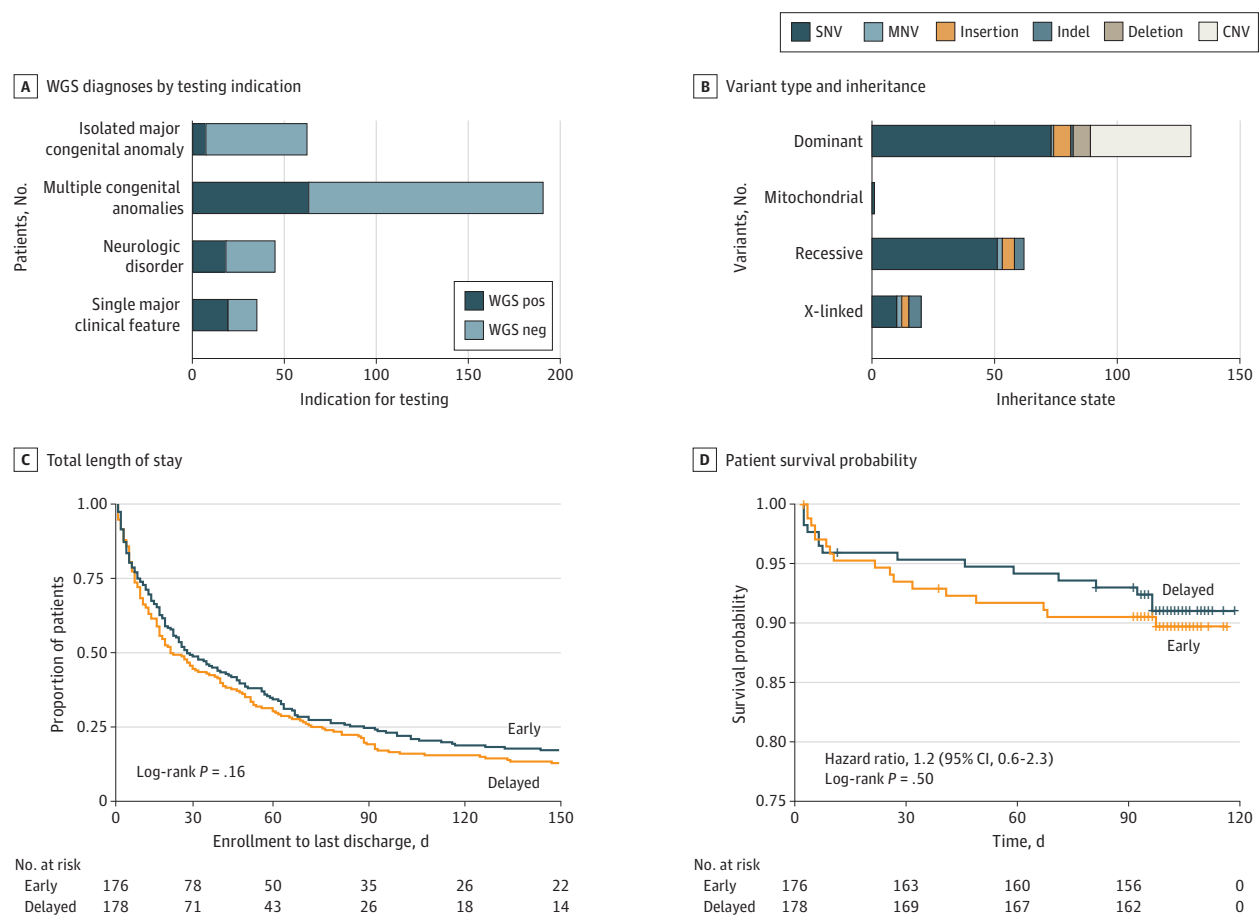 SNV MNV Insertion Indel Deletion CNV
A WGS diagnoses by testing indication
Patients, No.
Isolated major
congenital anomaly
Multiple congenital
anomalies
Neurologic
disorder
Single major
clinical feature
WGS pos
WGS neg
0 50 100 150 200
Indication for testing
B Variant type and inheritance
Variants, No.
Dominant
Mitochondrial
Recessive
X-linked
0 50 100 150
Inheritance state
C Total length of stay
Proportion of patients
1.00
0.75
0.50
0.25
0
Early
Delayed
Log-rank P = .16
0 30 60 90 120 150
Enrollment to last discharge, d
No. at risk
Early 176 78 50 35 26 22
Delayed 178 71 43 26 18 14
D Patient survival probability
Survival probability
1.00
0.95
0.90
0.85
0.80
0.75
Delayed
Early
Hazard ratio, 1.2 (95% CI, 0.6-2.3)
Log-rank P = .50
0 30 60 90 120
Time, d
No. at risk
Early 176 163 160 156 0
Delayed 178 169 167 162 0